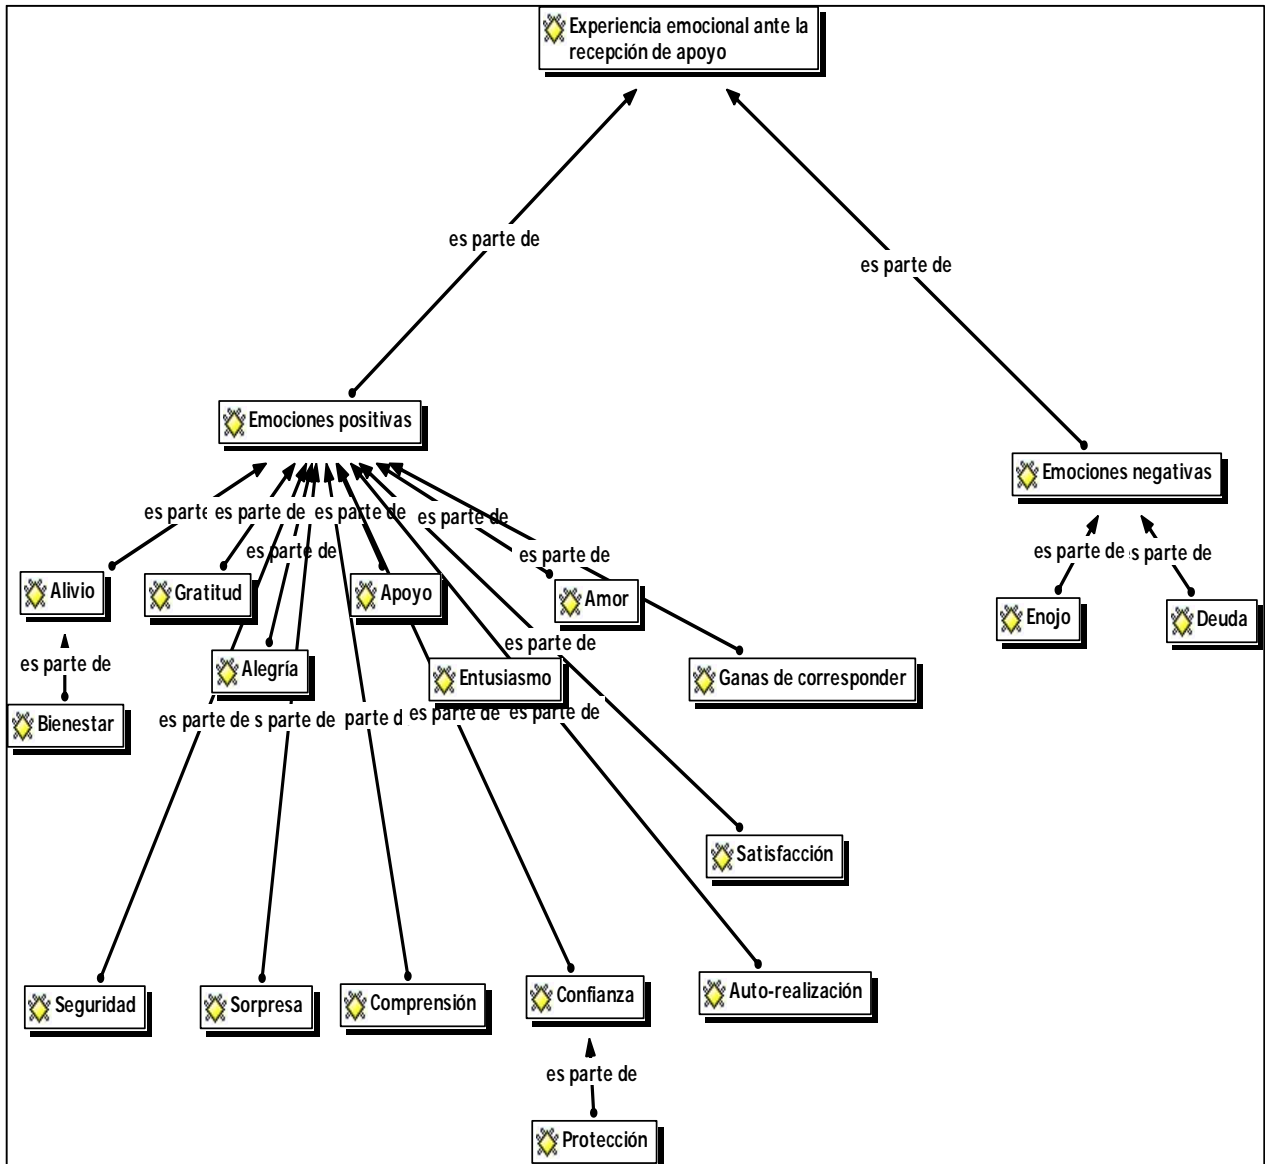 Experiencia emocional ante la
recepción de apoyo
es parte de
es parte de
Emociones positivas
Emociones negativas
es parte
es parte de
es parte de
es parte de
es parte de
es parte de
es parte de
s parte de
Alivio
Gratitud
Apoyo
Amor
Enojo
Deuda
es parte de
es parte de
Alegría
Entusiasmo
Ganas de corresponder
es parte de
s parte de
parte d
es parte de
es parte de
Bienestar
Satisfacción
Seguridad
Sorpresa
Comprensión
Confianza
Auto-realización
es parte de
Protección